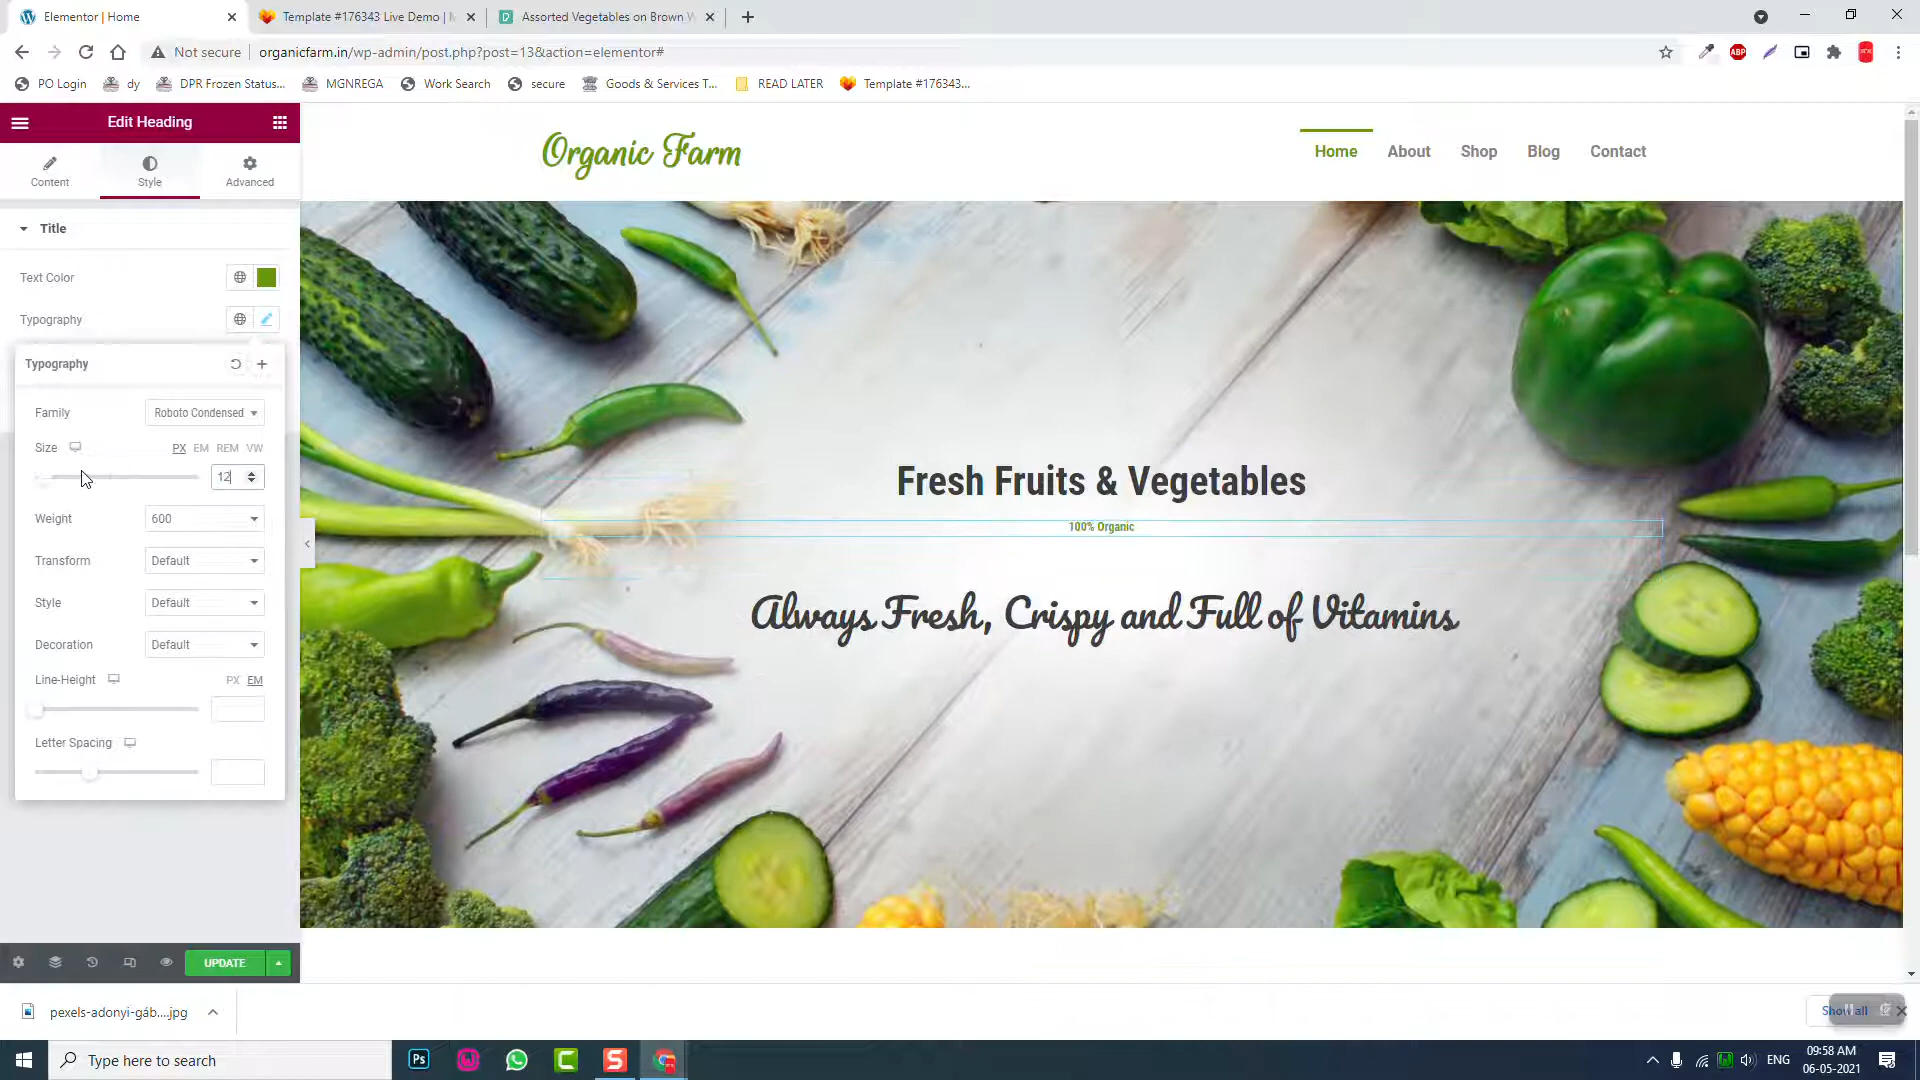 Elementor | Home
Template #176343 Live Demo | M
Assorted Vegetables on Brown W
Not secure
organicfarm.in/wp-admin/post.php?post=13&action=elementor#
ABP
PO Login
dy
DPR Frozen Status...
MGNREGA
Work Search
secure
Goods & Services T...
READ LATER
Template #176343...
Edit Heading
Content
Style
Advanced
Title
Text Color
Typography
Typography
Family
Roboto Condensed
Size
PX EM REM VW
12
Weight
600
Transform
Default
Style
Default
Decoration
Default
Line-Height
PX EM
Letter Spacing
UPDATE
Organic Farm
Home
About
Shop
Blog
Contact
Fresh Fruits & Vegetables
100% Organic
Always Fresh, Crispy and Full of Vitamins
pexels-adonyi-gáb....jpg
Show all
Type here to search
Ps
ENG
09:58 AM
06-05-2021